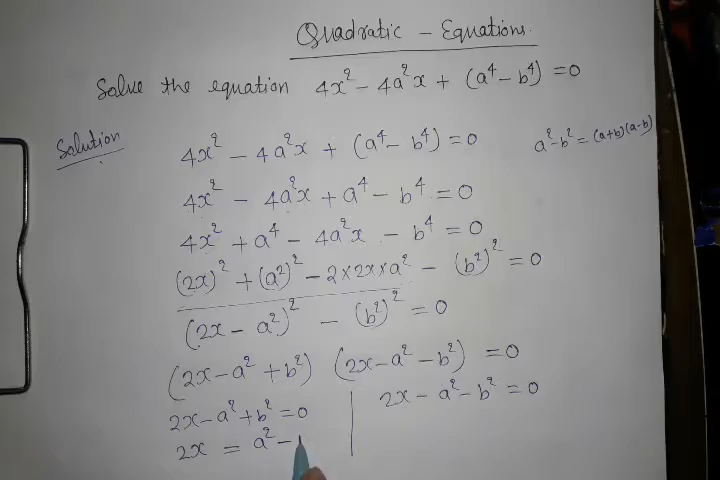 Quadratic - Equations.
Solve the equation 4x² - 4a²x + (a⁴ - b⁴) = 0
Solution
4x² - 4a²x + (a⁴ - b⁴) = 0
a² - b² = (a+b)(a-b)
4x² - 4a²x + a⁴ - b⁴ = 0
4x² + a⁴ - 4a²x - b⁴ = 0
(2x)² + (a²)² - 2×2x×a² - (b²)² = 0
(2x - a²)² - (b²)² = 0
(2x - a² + b²) (2x - a² - b²) = 0
2x - a² + b² = 0
2x - a² - b² = 0
2x = a² -